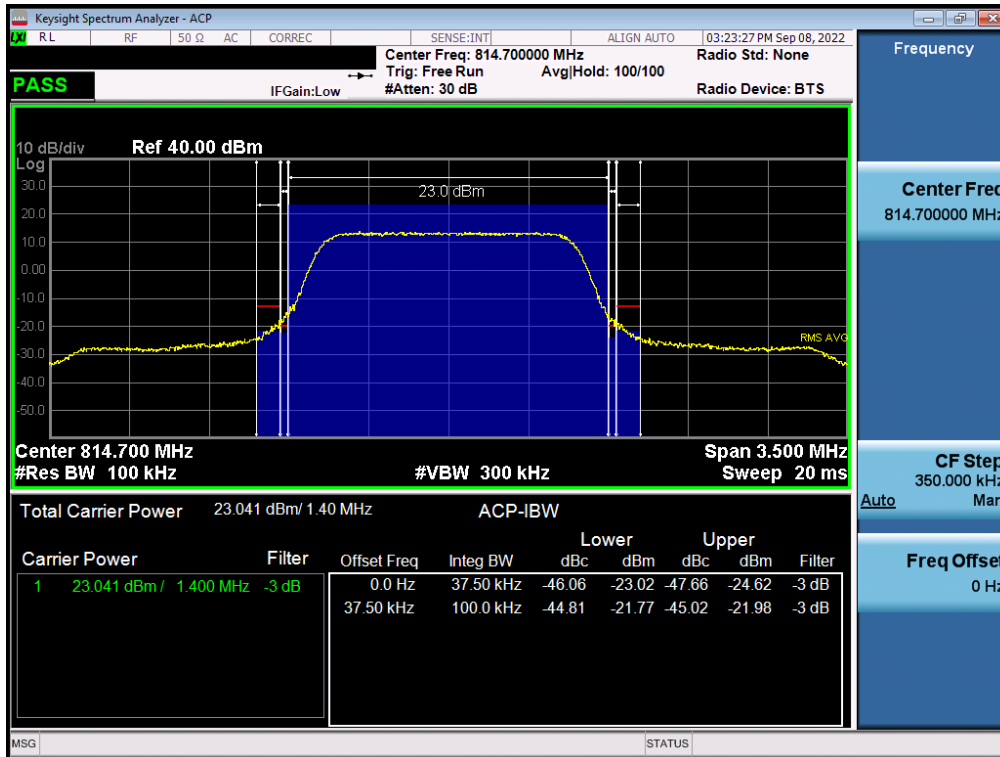 Keysight Spectrum Analyzer - ACP
LXI RL RF 50 Ω AC CORREC SENSE:INT ALIGN AUTO 03:23:27 PM Sep 08, 2022
Center Freq: 814.700000 MHz Radio Std: None
Trig: Free Run Avg|Hold: 100/100
PASS IFGain:Low #Atten: 30 dB Radio Device: BTS
Frequency
10 dB/div Ref 40.00 dBm
Log
30.0
23.0 dBm
20.0
10.0
0.00
-10.0
-20.0
RMS AVG
-30.0
-40.0
-50.0
Center 814.700 MHz Span 3.500 MHz
#Res BW 100 kHz #VBW 300 kHz Sweep 20 ms
Center Freq
814.700000 MHz
CF Step
350.000 kHz
Auto Man
Freq Offset
0 Hz
Total Carrier Power 23.041 dBm/ 1.40 MHz ACP-IBW
Lower Upper
Carrier Power Filter Offset Freq Integ BW dBc dBm dBc dBm Filter
1 23.041 dBm / 1.400 MHz -3 dB 0.0 Hz 37.50 kHz -46.06 -23.02 -47.66 -24.62 -3 dB
37.50 kHz 100.0 kHz -44.81 -21.77 -45.02 -21.98 -3 dB
MSG STATUS